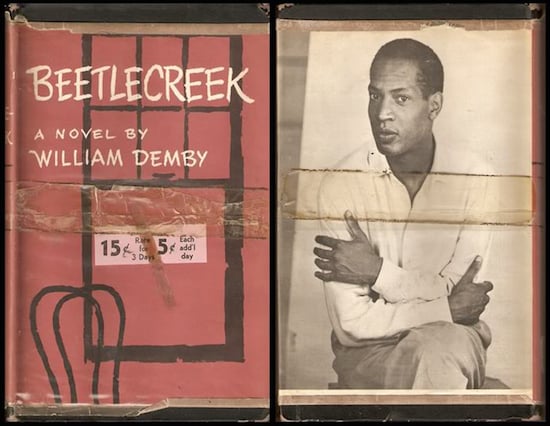 BEETLECREEK
A NOVEL BY
WILLIAM DEMBY
15¢ Rate for 3 Days 5¢ Each add'l day